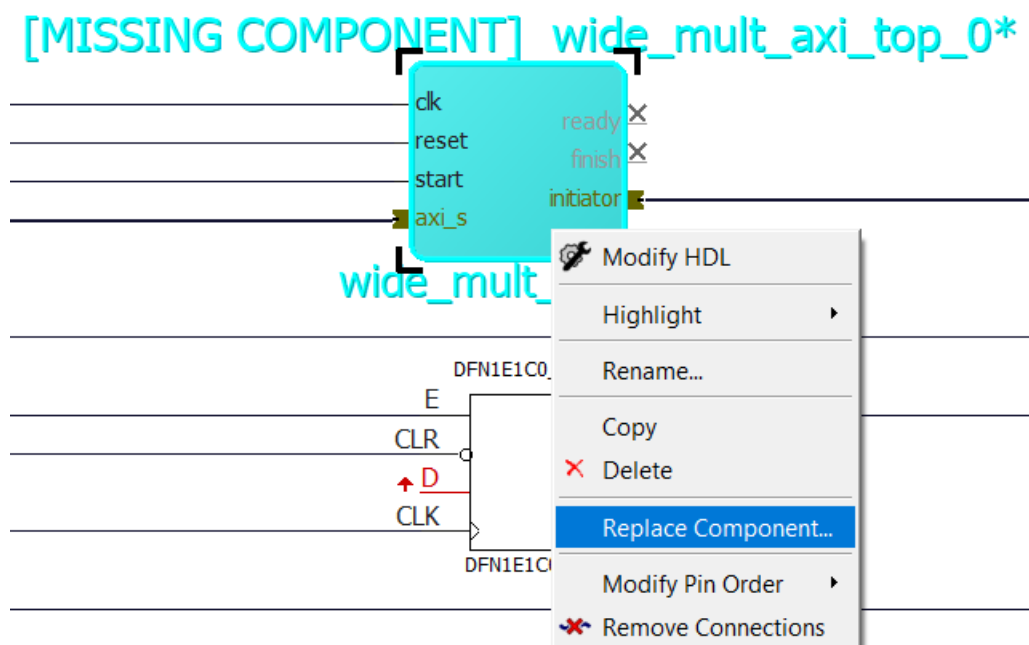 [MISSING COMPONENT] wide_mult_axi_top_0*
clk
ready
reset
finish
start
initiator
axi_s
wide_mult_
Modify HDL
Highlight
Rename...
Copy
Delete
Replace Component...
Modify Pin Order
Remove Connections
DFN1E1C0_
E
CLR
D
CLK
DFN1E1C